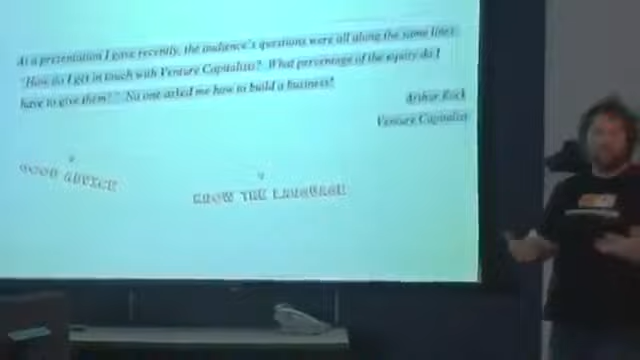 At a presentation I gave recently, the audience's questions were all along the same lines:
"How do I get in touch with Venture Capitalists? What percentage of the equity do I
have to give them?" No one asked me how to build a business!
Arthur Rock
Venture Capitalist
GOOD ADVICE
KNOW THE LANGUAGE